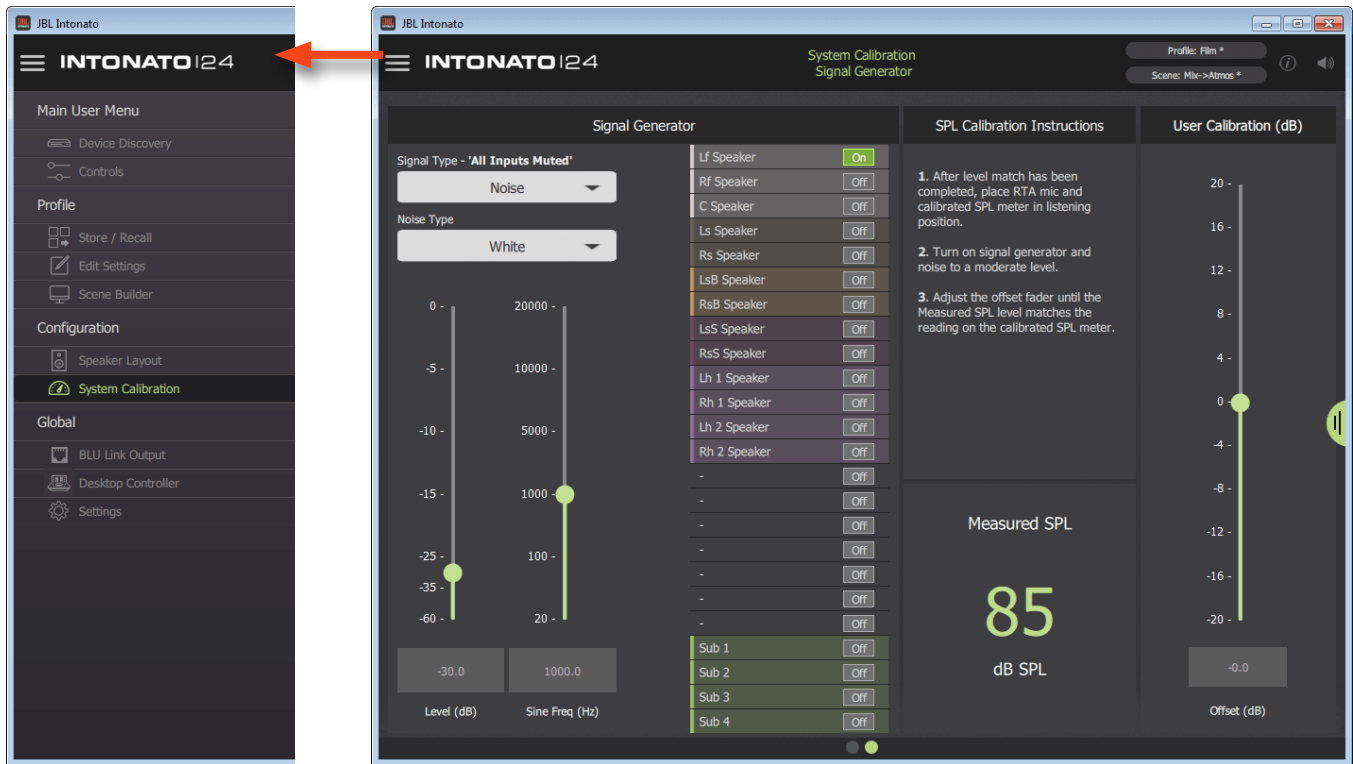 JBL Intonato
INTONATO 124
Main User Menu
Device Discovery
Controls
Profile
Store / Recall
Edit Settings
Scene Builder
Configuration
Speaker Layout
System Calibration
Global
BLU Link Output
Desktop Controller
Settings
JBL Intonato
INTONATO 124
System Calibration
Signal Generator
Profile: Film *
Scene: Mix->Atmos *
Signal Generator
Signal Type - 'All Inputs Muted'
Noise
Noise Type
White
0 -
-5 -
-10 -
-15 -
-25 -
-35 -
-60 -
20000 -
10000 -
5000 -
1000 -
100 -
20 -
-30.0
1000.0
Level (dB)
Sine Freq (Hz)
Lf Speaker On
Rf Speaker Off
C Speaker Off
Ls Speaker Off
Rs Speaker Off
LsB Speaker Off
RsB Speaker Off
LsS Speaker Off
RsS Speaker Off
Lh 1 Speaker Off
Rh 1 Speaker Off
Lh 2 Speaker Off
Rh 2 Speaker Off
- Off
- Off
- Off
- Off
- Off
- Off
- Off
Sub 1 Off
Sub 2 Off
Sub 3 Off
Sub 4 Off
SPL Calibration Instructions
1. After level match has been
completed, place RTA mic and
calibrated SPL meter in listening
position.
2. Turn on signal generator and
noise to a moderate level.
3. Adjust the offset fader until the
Measured SPL level matches the
reading on the calibrated SPL meter.
Measured SPL
85
dB SPL
User Calibration (dB)
20 -
16 -
12 -
8 -
4 -
0 -
-4 -
-8 -
-12 -
-16 -
-20 -
-0.0
Offset (dB)